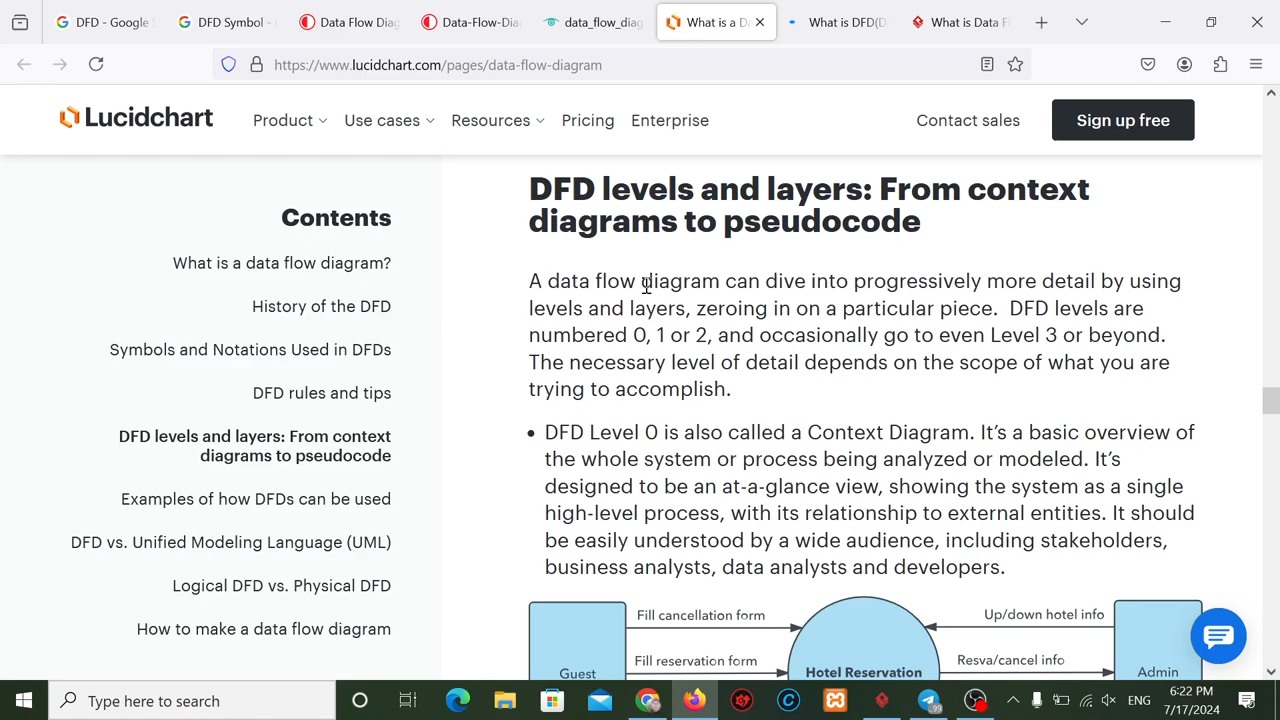 DFD - Google S
DFD Symbol -
Data Flow Diag
Data-Flow-Dia
data_flow_diag
What is a Da
What is DFD(D
What is Data Fl
https://www.lucidchart.com/pages/data-flow-diagram
Lucidchart
Product
Use cases
Resources
Pricing
Enterprise
Contact sales
Sign up free
Contents
What is a data flow diagram?
History of the DFD
Symbols and Notations Used in DFDs
DFD rules and tips
DFD levels and layers: From context
diagrams to pseudocode
Examples of how DFDs can be used
DFD vs. Unified Modeling Language (UML)
Logical DFD vs. Physical DFD
How to make a data flow diagram
DFD levels and layers: From context
diagrams to pseudocode
A data flow diagram can dive into progressively more detail by using
levels and layers, zeroing in on a particular piece.  DFD levels are
numbered 0, 1 or 2, and occasionally go to even Level 3 or beyond.
The necessary level of detail depends on the scope of what you are
trying to accomplish.
• DFD Level 0 is also called a Context Diagram. It’s a basic overview of
the whole system or process being analyzed or modeled. It’s
designed to be an at-a-glance view, showing the system as a single
high-level process, with its relationship to external entities. It should
be easily understood by a wide audience, including stakeholders,
business analysts, data analysts and developers.
Fill cancellation form
Up/down hotel info
Fill reservation form
Resva/cancel info
Guest
Hotel Reservation
Admin
Type here to search
99
ENG
6:22 PM
7/17/2024